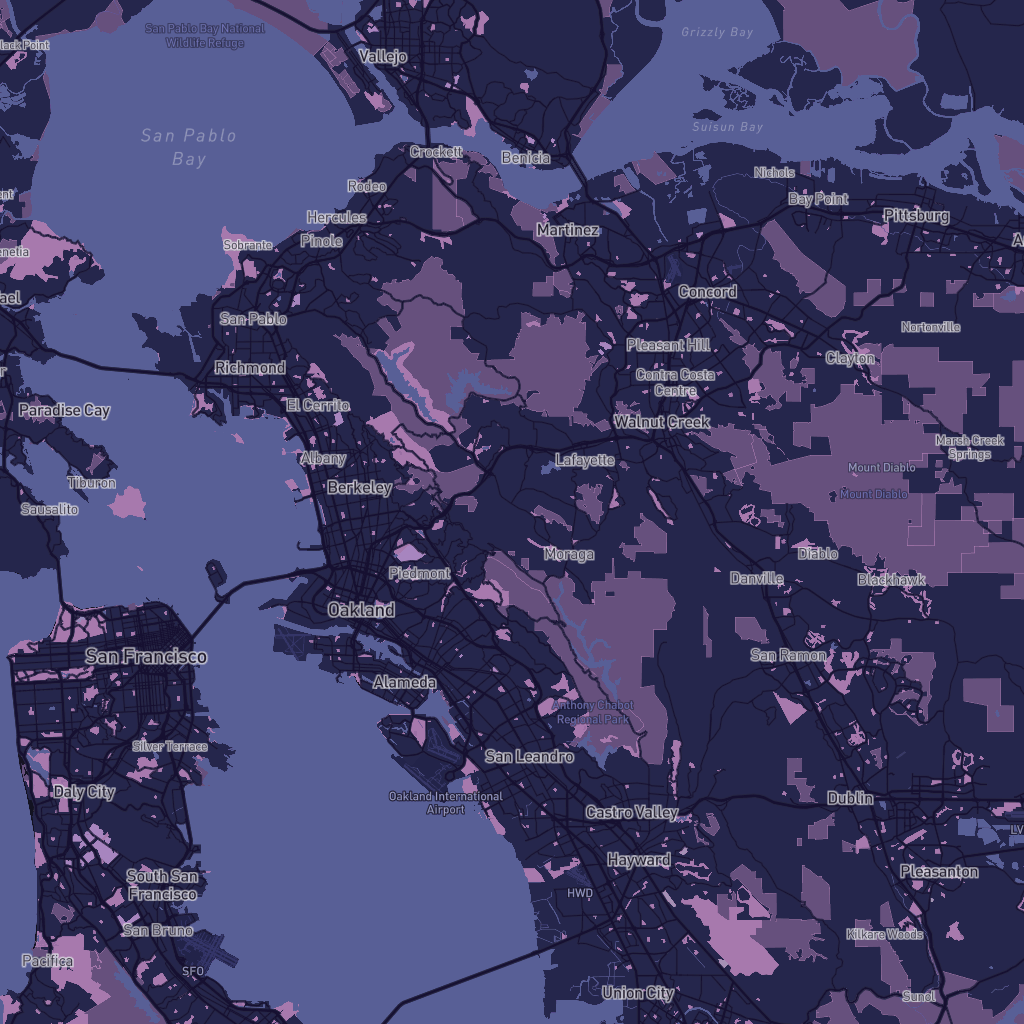 San Pablo Bay National
Wildlife Refuge
Grizzly Bay
Black Point
Vallejo
San Pablo
Bay
Suisun Bay
Crockett
Benicia
Nichols
Rodeo
Bay Point
Hercules
Pittsburg
Martinez
Pinole
Sobrante
Concord
San Pablo
Nortonville
Pleasant Hill
Clayton
Richmond
Contra Costa
Centre
El Cerrito
Paradise Cay
Walnut Creek
Marsh Creek
Springs
Albany
Lafayette
Mount Diablo
Tiburon
Berkeley
Mount Diablo
Sausalito
Moraga
Diablo
Piedmont
Danville
Blackhawk
Oakland
San Francisco
San Ramon
Alameda
Anthony Chabot
Regional Park
Silver Terrace
San Leandro
Daly City
Oakland International
Airport
Dublin
Castro Valley
LV
Hayward
Pleasanton
South San
Francisco
HWD
San Bruno
Kilkare Woods
Pacifica
SFO
Union City
Sunol